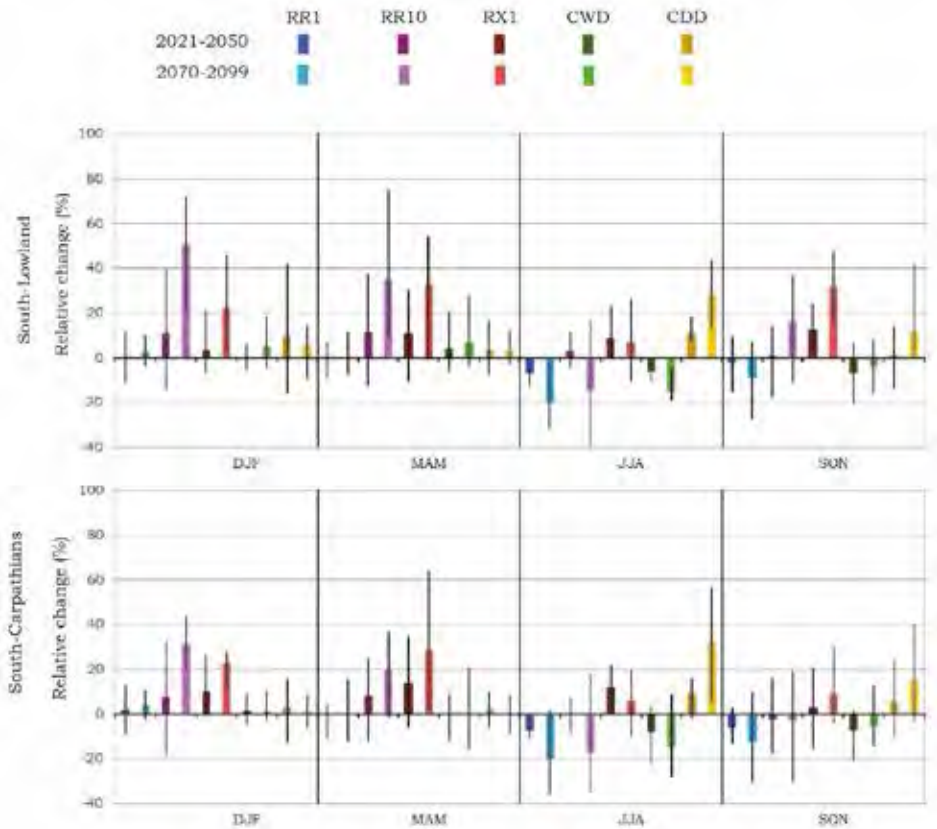 RR1 RR10 RX1 CWD CDD
2021-2050
2070-2099
South-Lowland
Relative change (%)
100
80
60
40
20
0
-20
-40
DJF MAM JJA SON
South-Carpathians
Relative change (%)
100
80
60
40
20
0
-20
-40
DJF MAM JJA SON